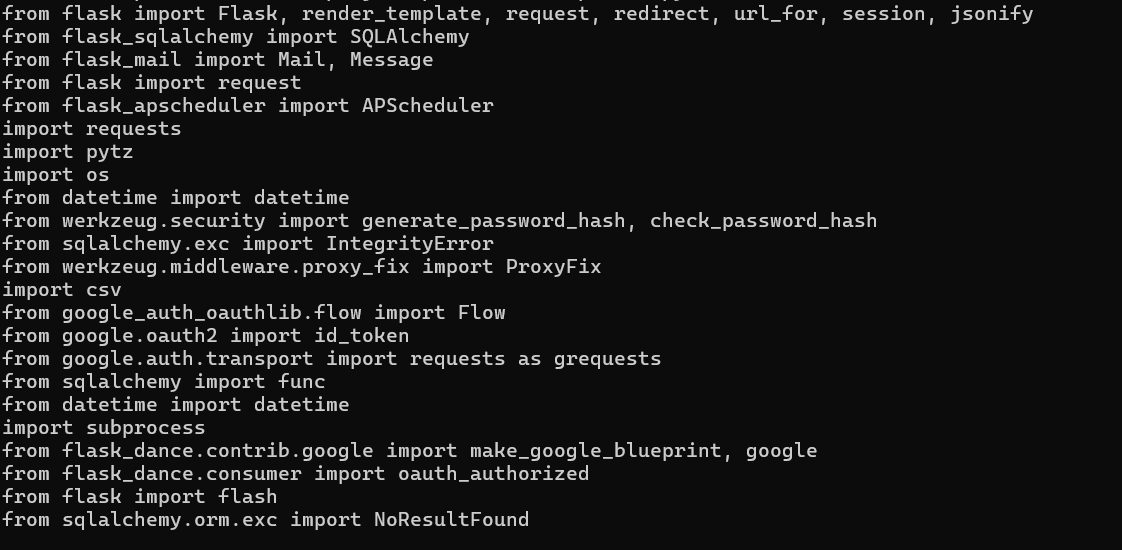 from flask import Flask, render_template, request, redirect, url_for, session, jsonify
from flask_sqlalchemy import SQLAlchemy
from flask_mail import Mail, Message
from flask import request
from flask_apscheduler import APScheduler
import requests
import pytz
import os
from datetime import datetime
from werkzeug.security import generate_password_hash, check_password_hash
from sqlalchemy.exc import IntegrityError
from werkzeug.middleware.proxy_fix import ProxyFix
import csv
from google_auth_oauthlib.flow import Flow
from google.oauth2 import id_token
from google.auth.transport import requests as grequests
from sqlalchemy import func
from datetime import datetime
import subprocess
from flask_dance.contrib.google import make_google_blueprint, google
from flask_dance.consumer import oauth_authorized
from flask import flash
from sqlalchemy.orm.exc import NoResultFound